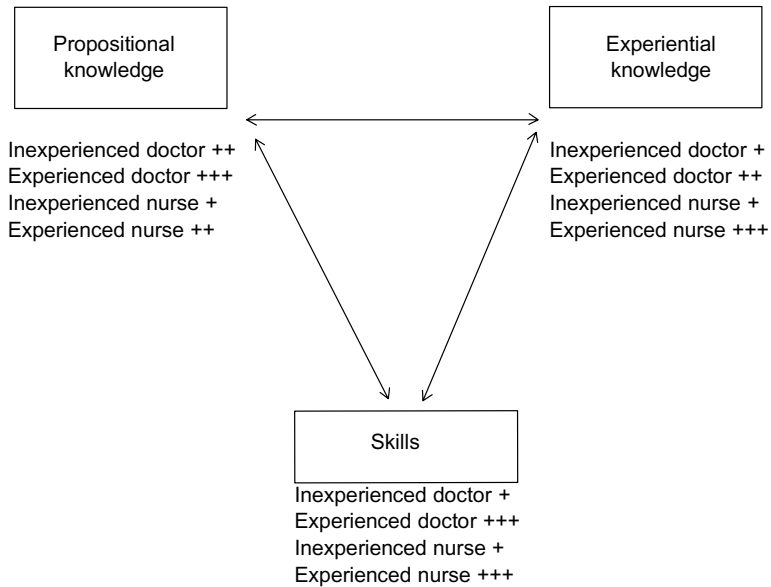 Propositional
knowledge
Inexperienced doctor ++
Experienced doctor +++
Inexperienced nurse +
Experienced nurse ++
Experiential
knowledge
Inexperienced doctor +
Experienced doctor ++
Inexperienced nurse +
Experienced nurse +++
Skills
Inexperienced doctor +
Experienced doctor +++
Inexperienced nurse +
Experienced nurse +++